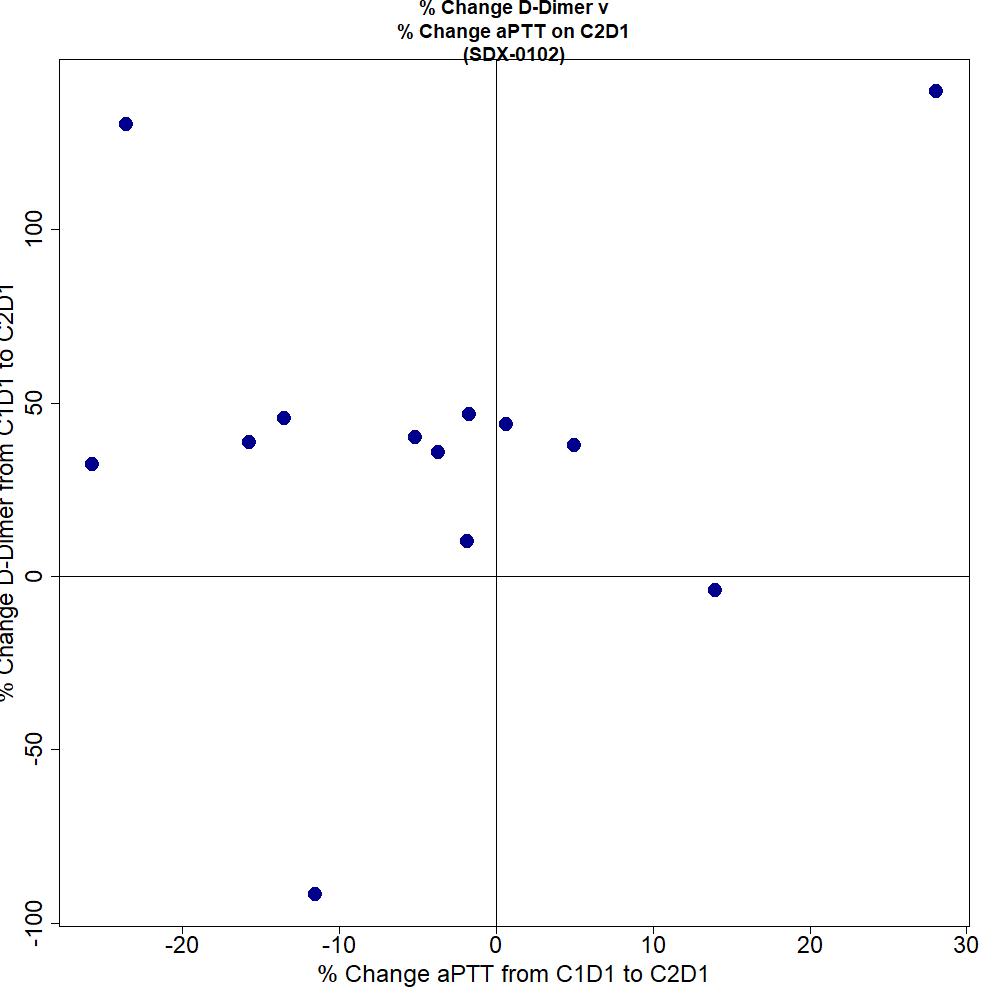 % Change D-Dimer v
% Change aPTT on C2D1
(SDX-0102)
% Change D-Dimer from C1D1 to C2D1
100
50
0
-50
-100
-20
-10
0
10
20
30
% Change aPTT from C1D1 to C2D1